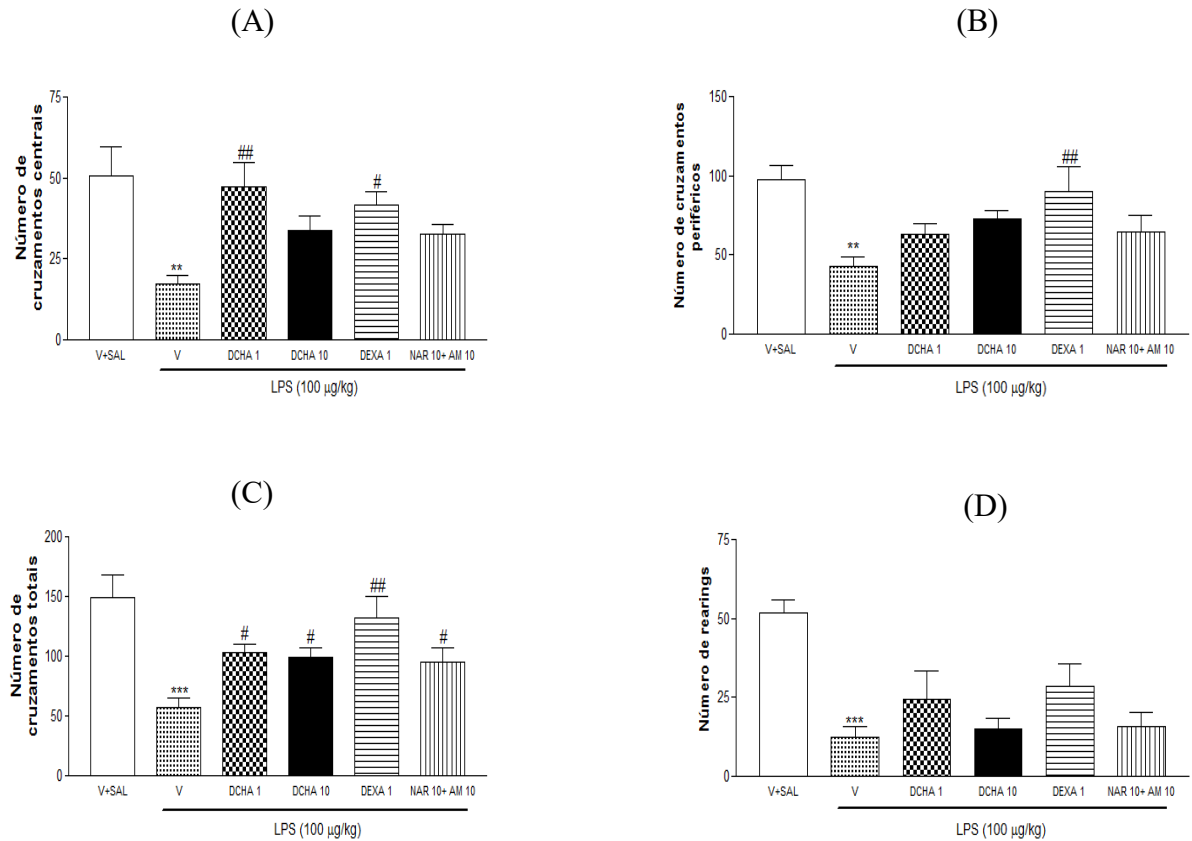 (A)
Número de
cruzamentos centrais
75
50
25
0
**
##
#
V+SAL V DCHA 1 DCHA 10 DEXA 1 NAR 10+ AM 10
LPS (100 µg/kg)
(B)
Número de cruzamentos
periféricos
150
100
50
0
**
##
V+SAL V DCHA 1 DCHA 10 DEXA 1 NAR 10+ AM 10
LPS (100 µg/kg)
(C)
Número de
cruzamentos totais
200
150
100
50
0
***
#
#
##
#
V+SAL V DCHA 1 DCHA 10 DEXA 1 NAR 10+ AM 10
LPS (100 µg/kg)
(D)
Número de rearings
75
50
25
0
***
V+SAL V DCHA 1 DCHA 10 DEXA 1 NAR 10+ AM 10
LPS (100 µg/kg)